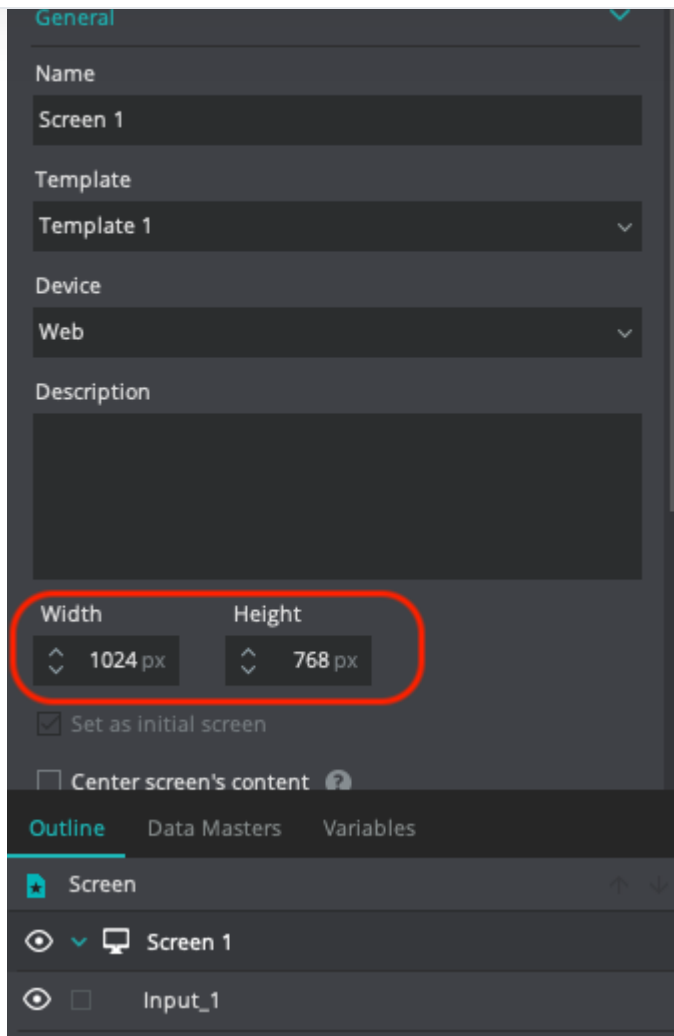 General
Name
Screen 1
Template
Template 1
Device
Web
Description
Width Height
1024 px 768 px
Set as initial screen
Center screen's content ?
Outline Data Masters Variables
Screen
Screen 1
Input_1